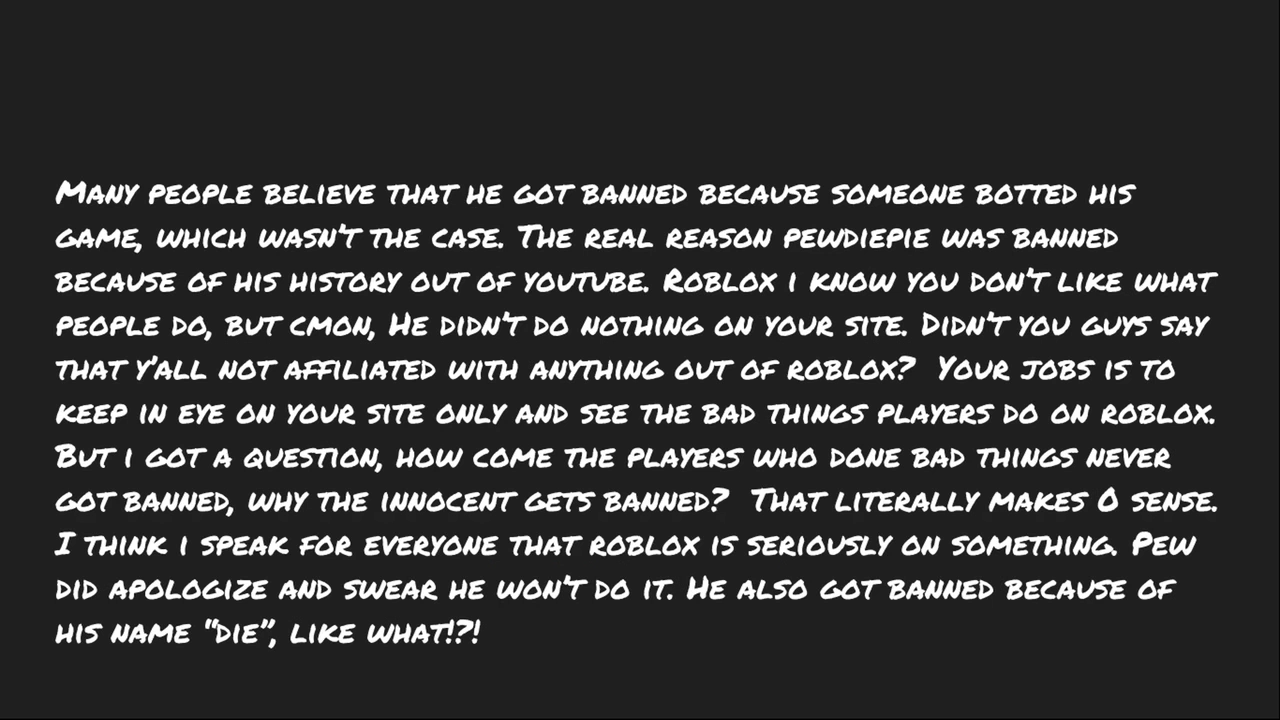 Many people believe that he got banned because someone botted his
game, which wasn't the case. The real reason pewdiepie was banned
because of his history out of youtube. Roblox i know you don't like what
people do, but cmon, He didn't do nothing on your site. Didn't you guys say
that y'all not affiliated with anything out of roblox?  Your jobs is to
keep in eye on your site only and see the bad things players do on roblox.
But i got a question, how come the players who done bad things never
got banned, why the innocent gets banned?  That literally makes 0 sense.
I think i speak for everyone that roblox is seriously on something. Pew
did apologize and swear he won't do it. He also got banned because of
his name "Die", like what!?!